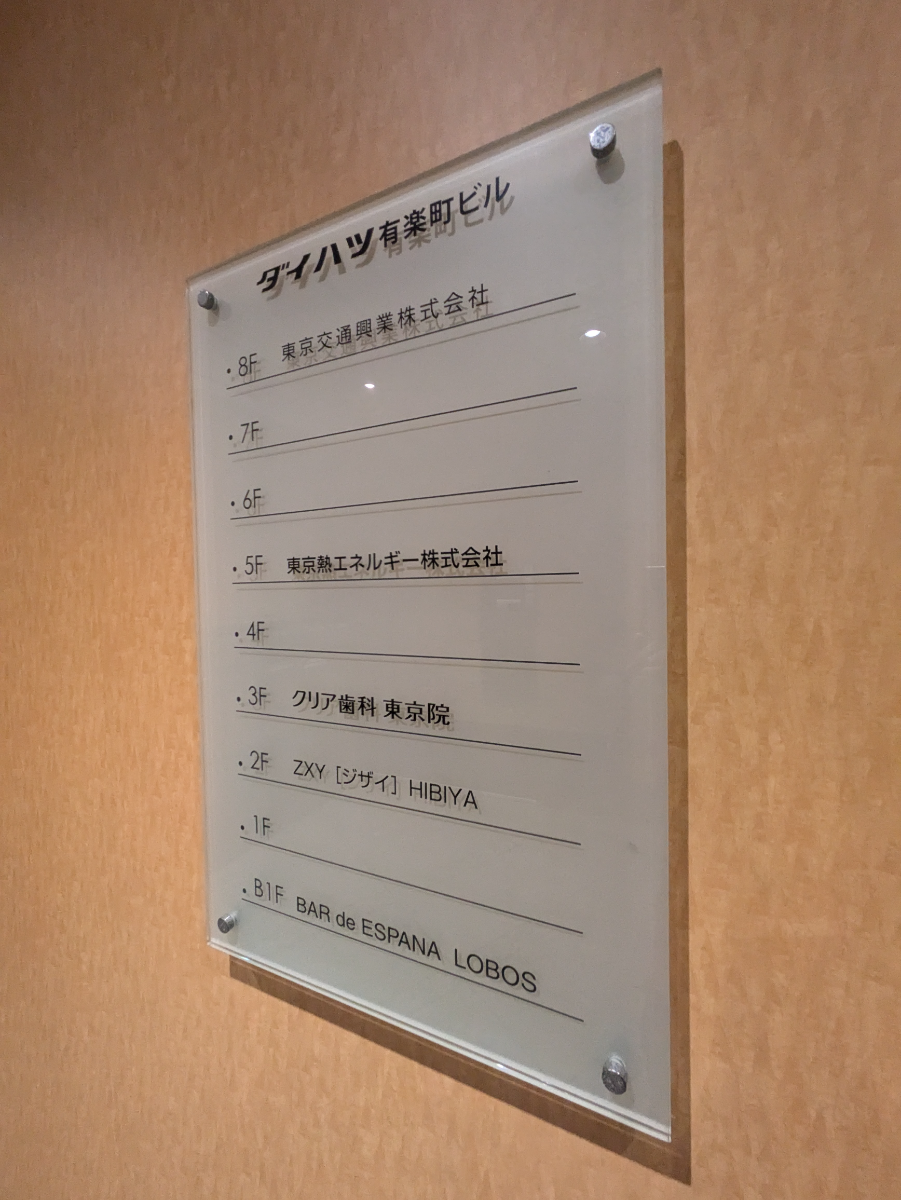 ダイハツ有楽町ビル
・8F 東京交通興業株式会社
・7F
・6F
・5F 東京熱エネルギー株式会社
・4F
・3F クリア歯科 東京院
・2F ZXY［ジザイ］HIBIYA
・1F
・B1F BAR de ESPANA LOBOS